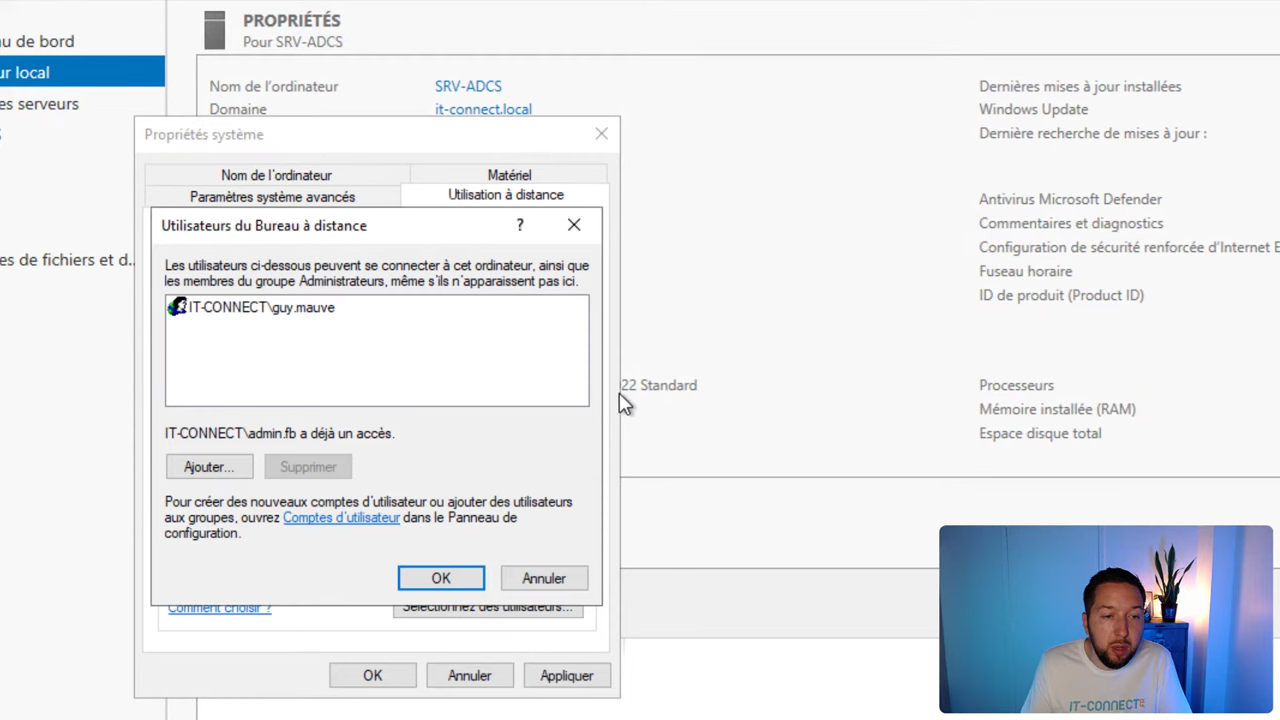 PROPRIÉTÉS
Pour SRV-ADCS
u de bord
ur local
es serveurs
es de fichiers et d...
Nom de l'ordinateur
SRV-ADCS
Domaine
it-connect.local
Dernières mises à jour installées
Windows Update
Dernière recherche de mises à jour :
Antivirus Microsoft Defender
Commentaires et diagnostics
Configuration de sécurité renforcée d'Internet E
Fuseau horaire
ID de produit (Product ID)
22 Standard
Processeurs
Mémoire installée (RAM)
Espace disque total
Propriétés système
Nom de l'ordinateur
Matériel
Paramètres système avancés
Utilisation à distance
Utilisateurs du Bureau à distance
?
Les utilisateurs ci-dessous peuvent se connecter à cet ordinateur, ainsi que
les membres du groupe Administrateurs, même s'ils n'apparaissent pas ici.
IT-CONNECT\guy.mauve
IT-CONNECT\admin.fb a déjà un accès.
Ajouter...
Supprimer
Pour créer des nouveaux comptes d'utilisateur ou ajouter des utilisateurs
aux groupes, ouvrez Comptes d'utilisateur dans le Panneau de
configuration.
OK
Annuler
Comment choisir ?
Sélectionnez des utilisateurs...
OK
Annuler
Appliquer
IT-CONNECT